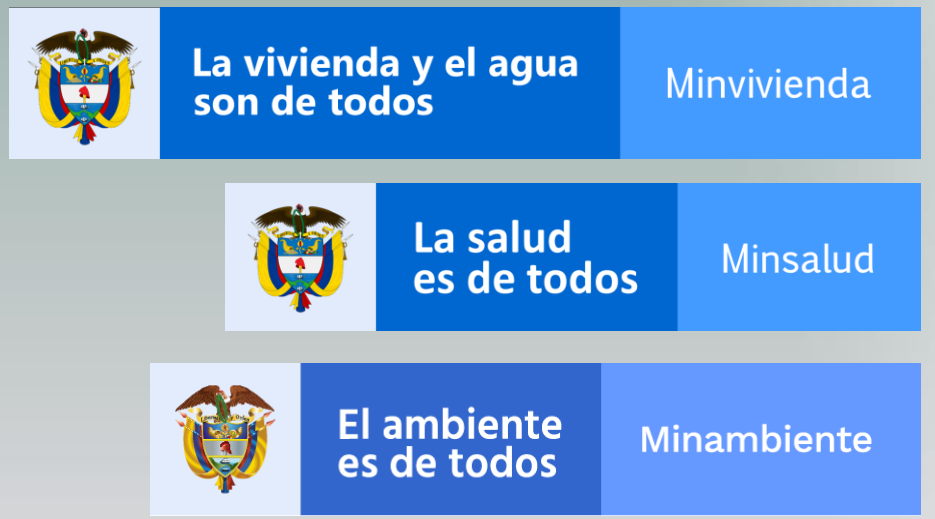 La vivienda y el agua
son de todos
Minvivienda
La salud
es de todos
Minsalud
El ambiente
es de todos
Minambiente